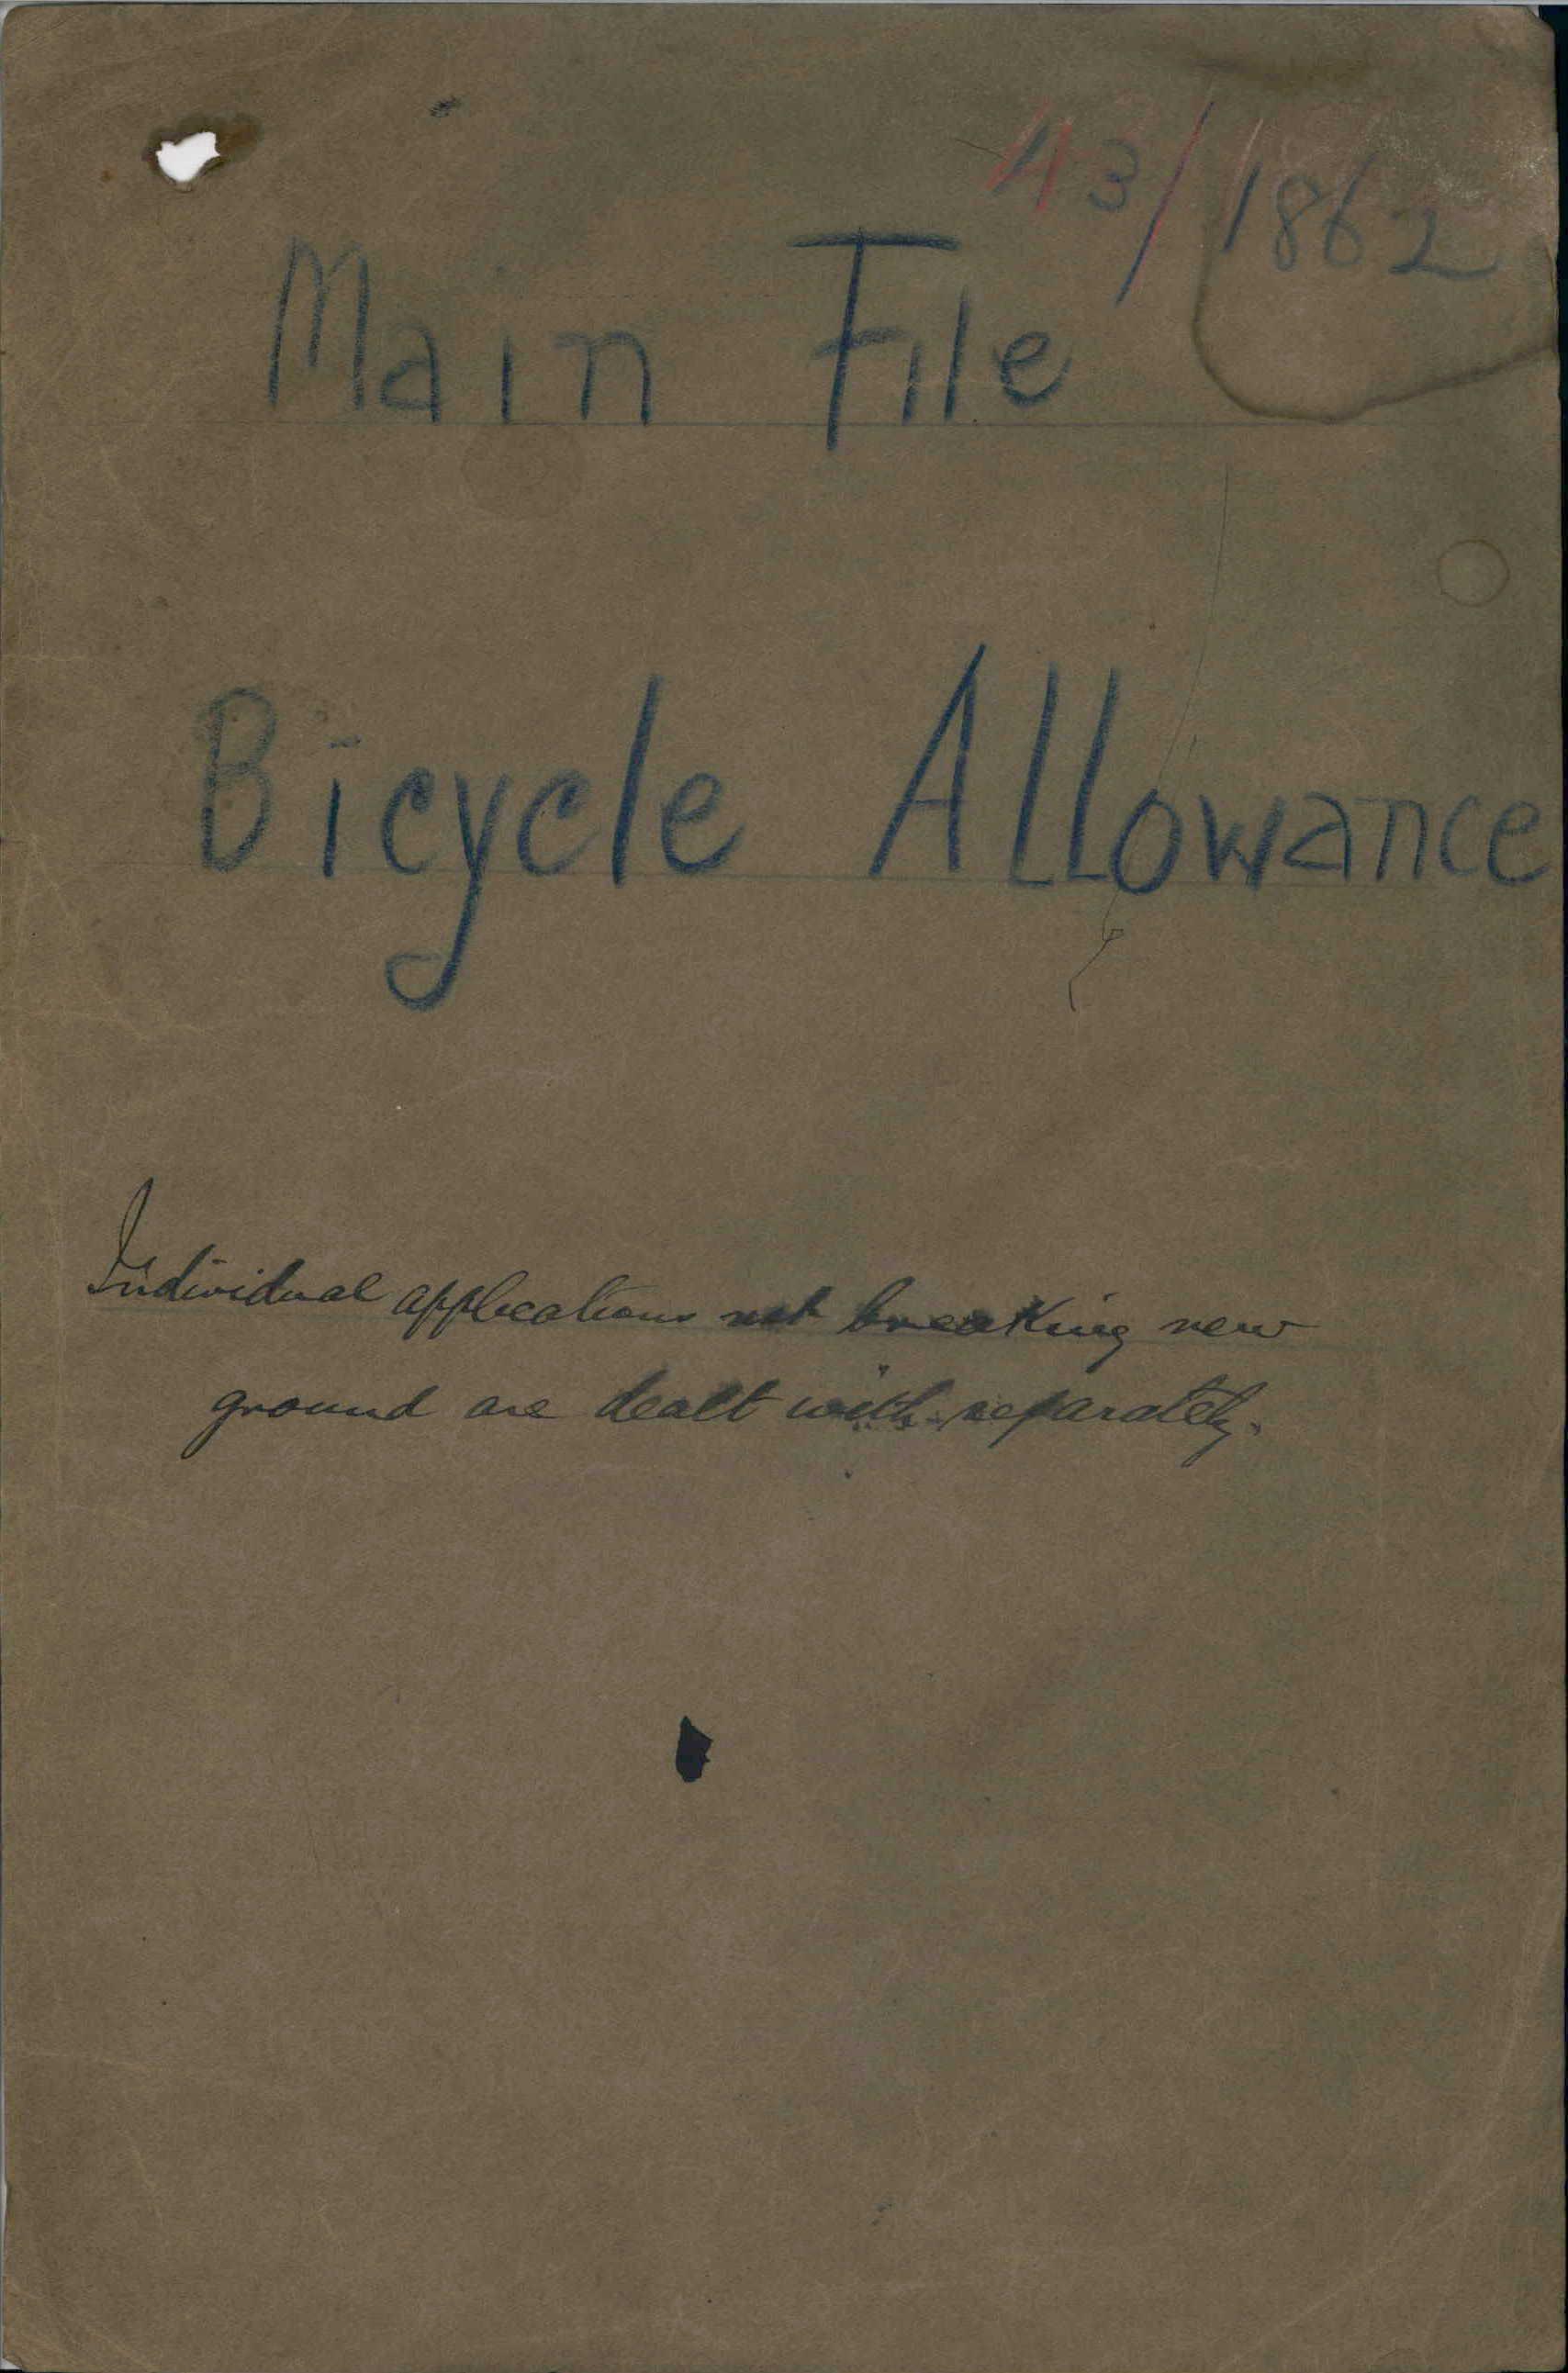 43/1862
Main File
Bicycle Allowance
Individual applications not breaking new
ground are dealt with separately.